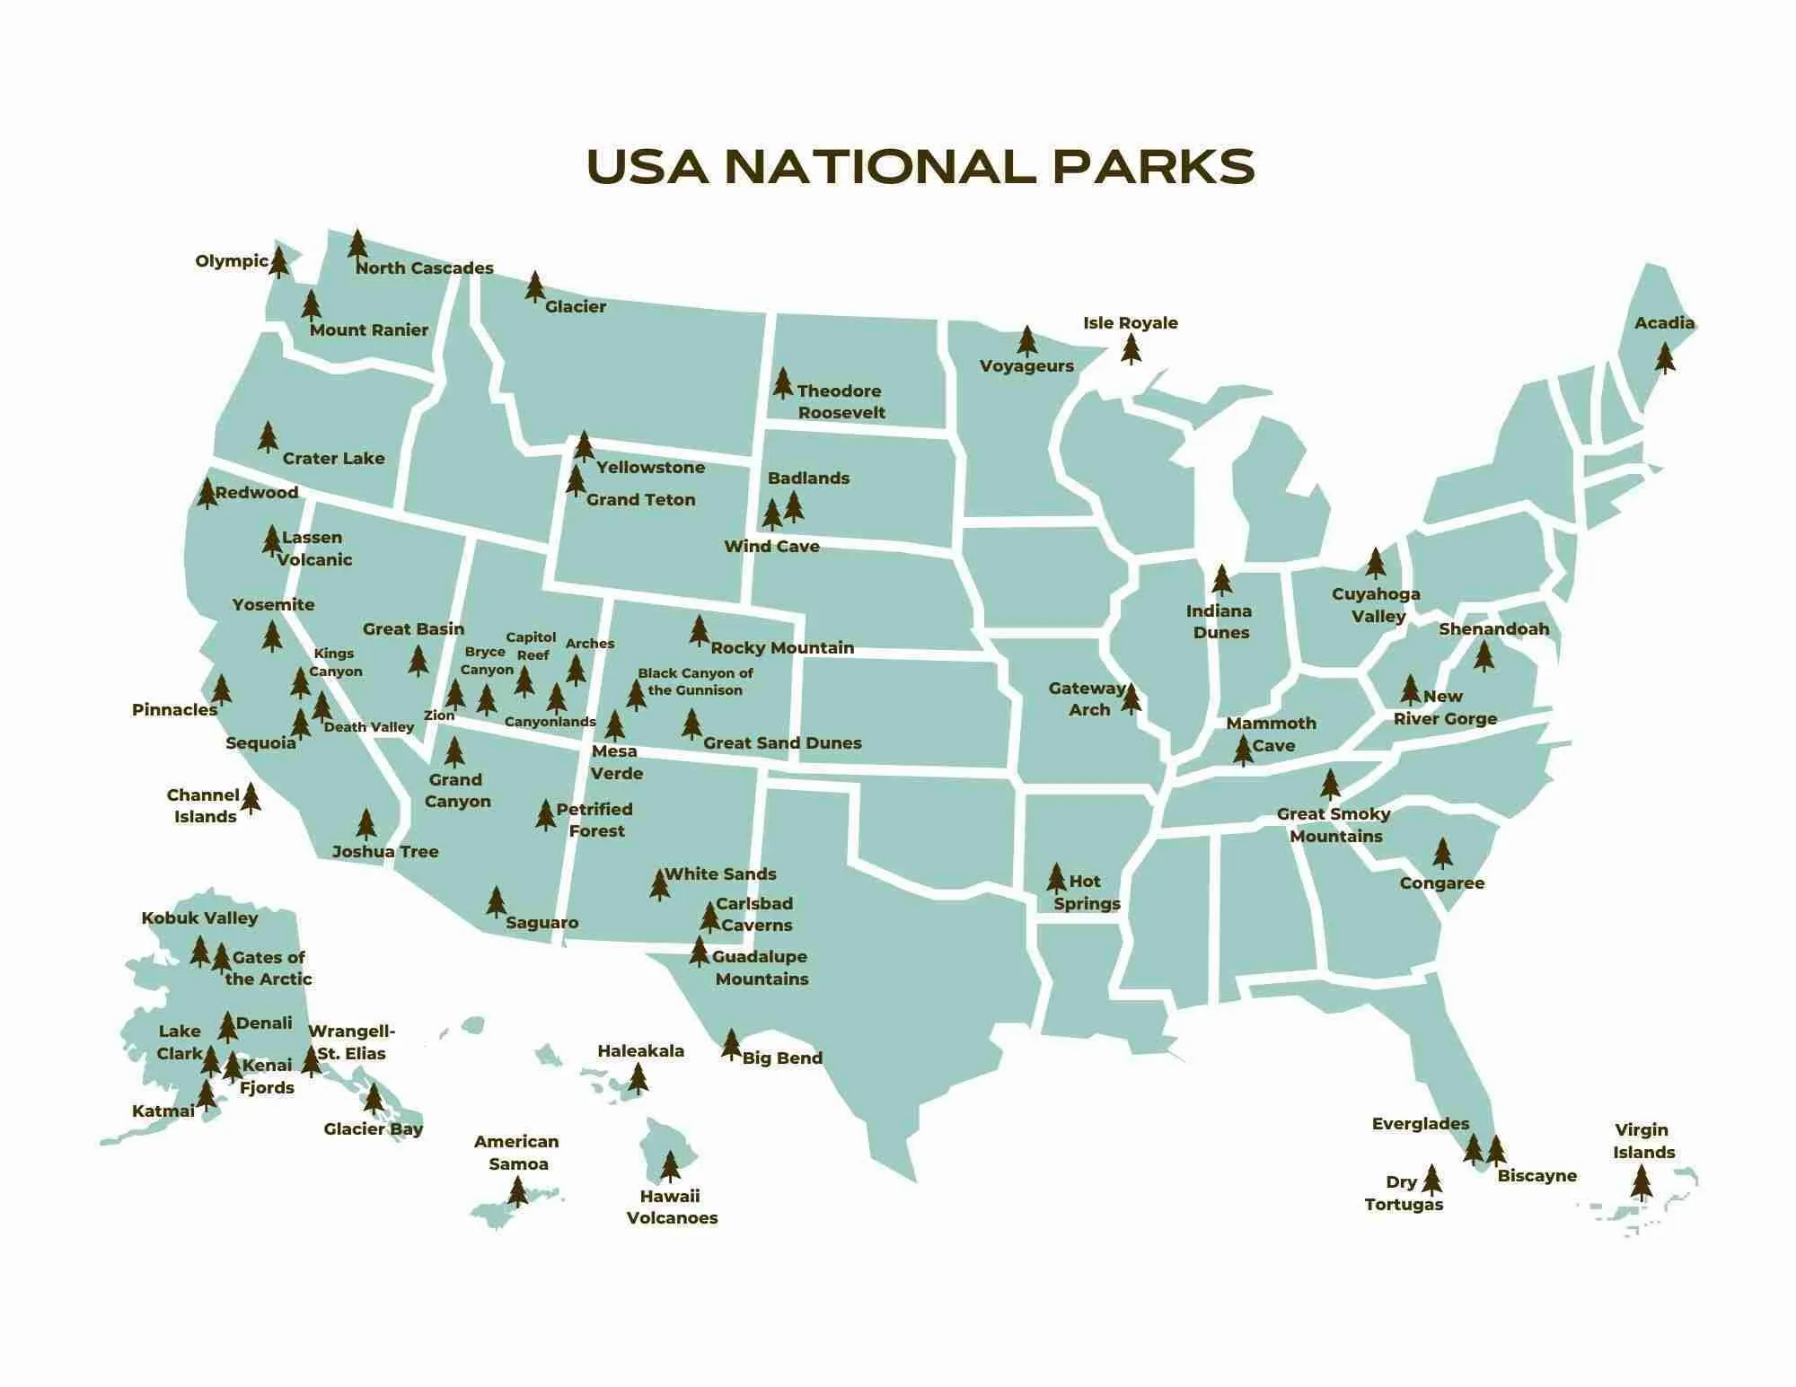 USA NATIONAL PARKS
Olympic
North Cascades
Glacier
Mount Ranier
Isle Royale
Acadia
Voyageurs
Theodore
Roosevelt
Crater Lake
Yellowstone
Grand Teton
Badlands
Wind Cave
Redwood
Lassen
Volcanic
Yosemite
Great Basin
Kings
Canyon
Pinnacles
Sequoia
Death Valley
Zion
Bryce
Canyon
Capitol
Reef
Arches
Canyonlands
Rocky Mountain
Black Canyon of
the Gunnison
Great Sand Dunes
Mesa
Verde
Channel
Islands
Joshua Tree
Grand
Canyon
Petrified
Forest
Saguaro
White Sands
Carlsbad
Caverns
Guadalupe
Mountains
Big Bend
Indiana
Dunes
Cuyahoga
Valley
Shenandoah
Gateway
Arch
New
River Gorge
Mammoth
Cave
Great Smoky
Mountains
Congaree
Hot
Springs
Kobuk Valley
Gates of
the Arctic
Denali
Lake
Clark
Wrangell-
St. Elias
Kenai
Fjords
Katmai
Glacier Bay
American
Samoa
Haleakala
Hawaii
Volcanoes
Everglades
Biscayne
Dry
Tortugas
Virgin
Islands